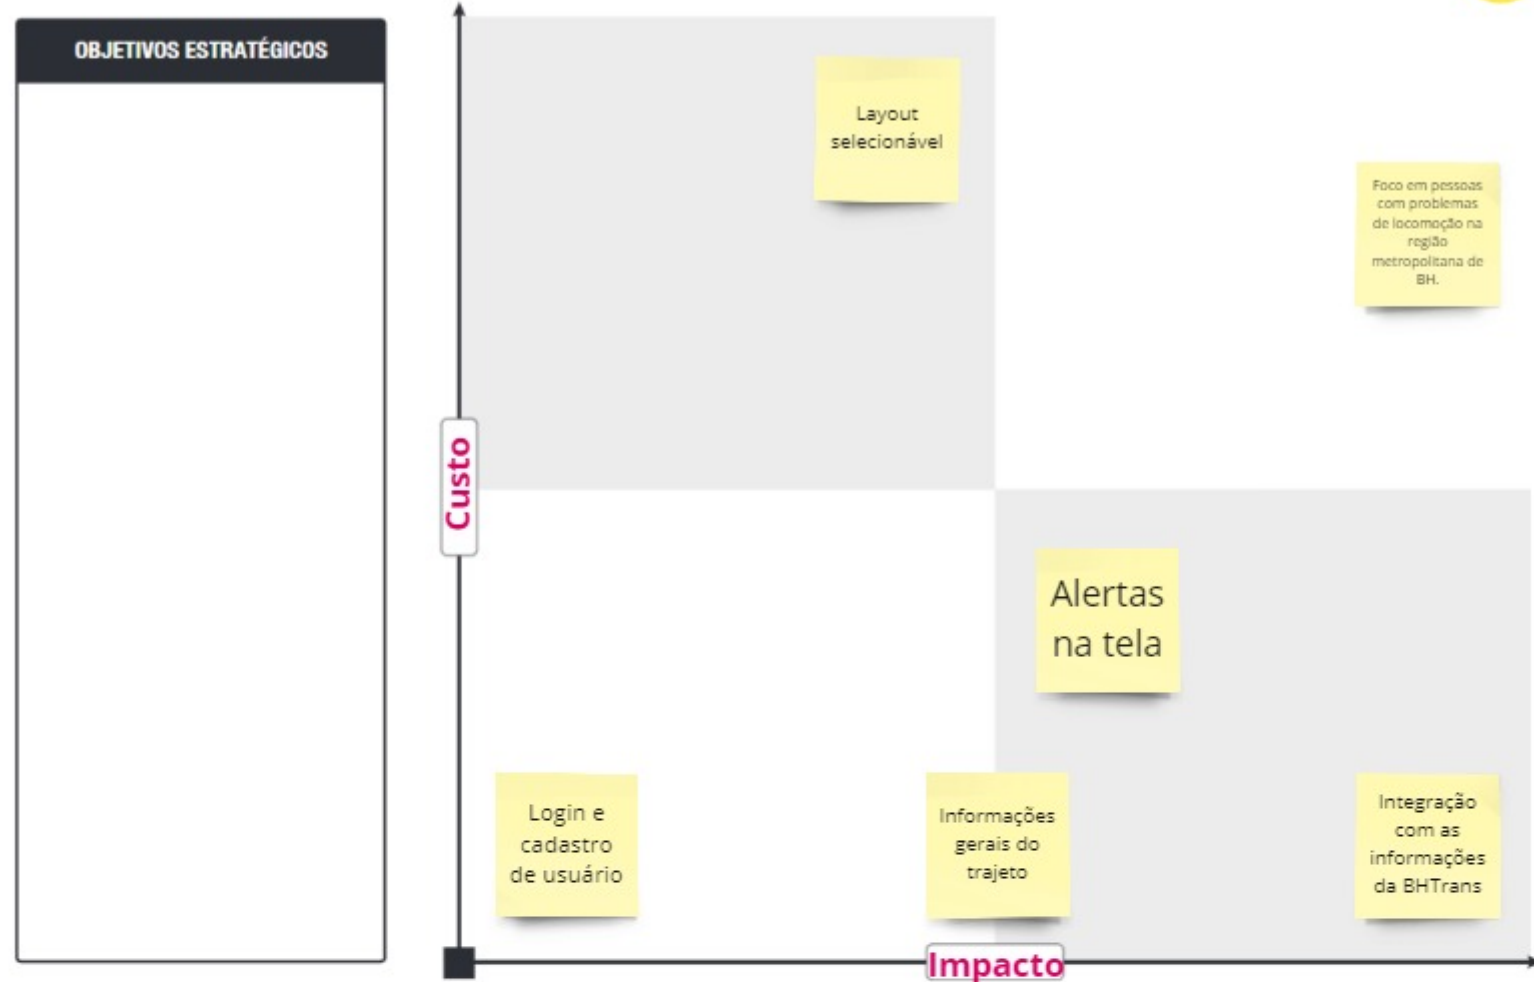 OBJETIVOS ESTRATÉGICOS
Layout
selecionável
Foco em pessoas
com problemas
de locomoção na
região
metropolitana de
BH.
Custo
Alertas
na tela
Login e
cadastro
de usuário
Informações
gerais do
trajeto
Integração
com as
informações
da BHTrans
Impacto